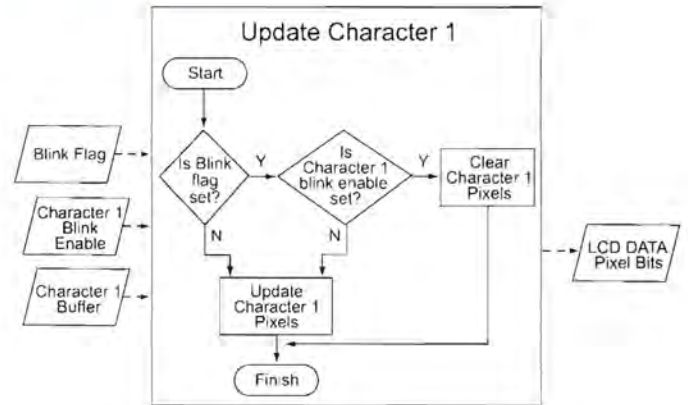 Update Character 1
Start
Blink Flag
Is Blink
flag
set?
Y
Is
Character 1
blink enable
set?
Y
Clear
Character 1
Pixels
Character 1
Blink
Enable
N
N
LCD DATA
Pixel Bits
Character 1
Buffer
Update
Character 1
Pixels
Finish